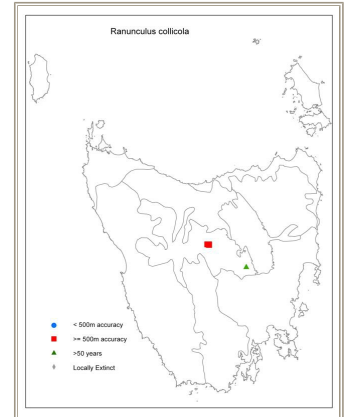 Ranunculus collicola
< 500m accuracy
>= 500m accuracy
>50 years
Locally Extinct